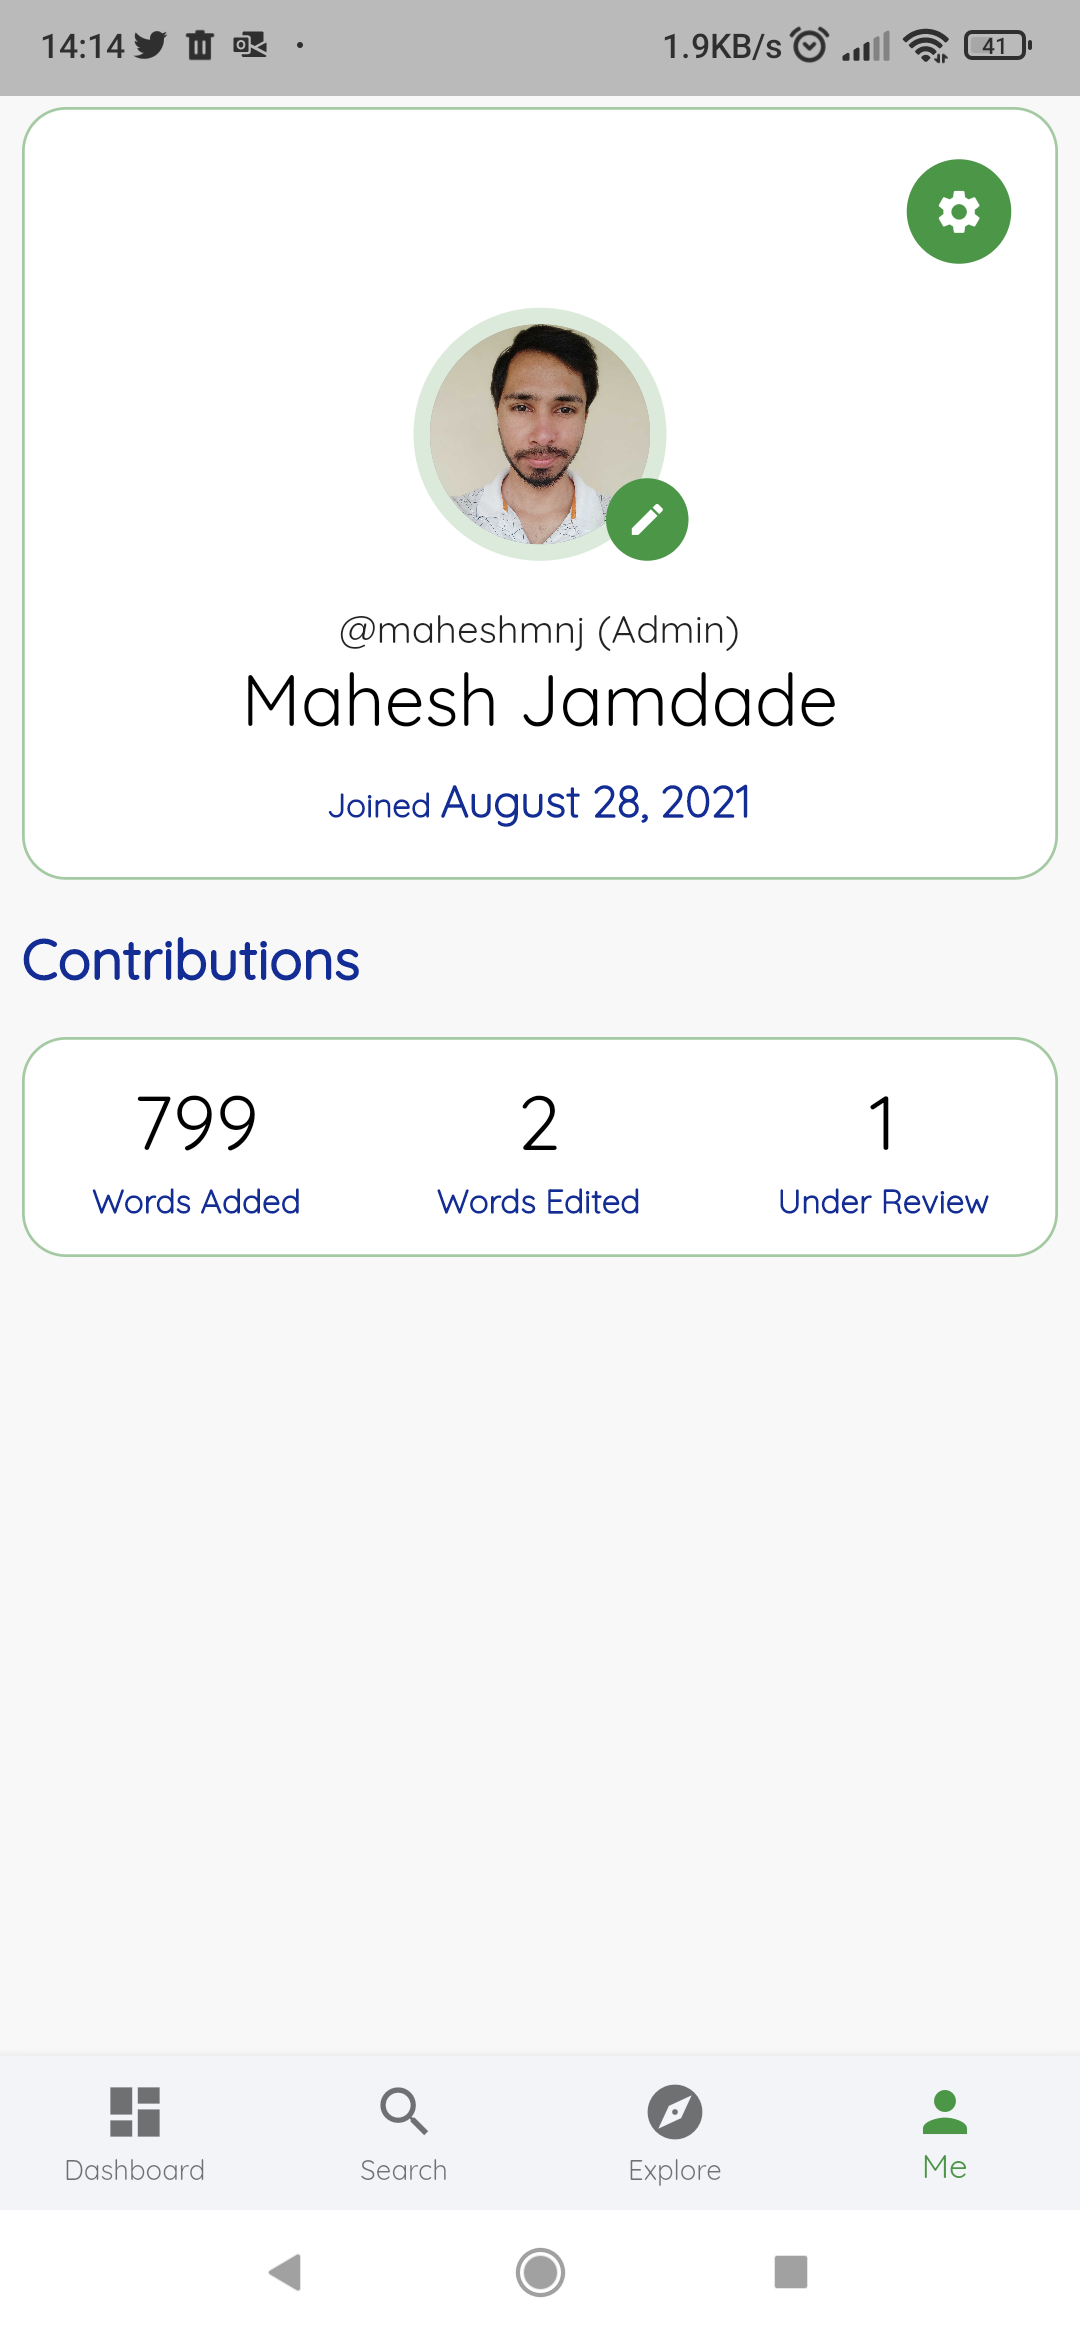 14:14 1.9KB/s 41
@maheshmnj (Admin)
Mahesh Jamdade
Joined August 28, 2021
Contributions
799 2 1
Words Added Words Edited Under Review
Dashboard Search Explore Me